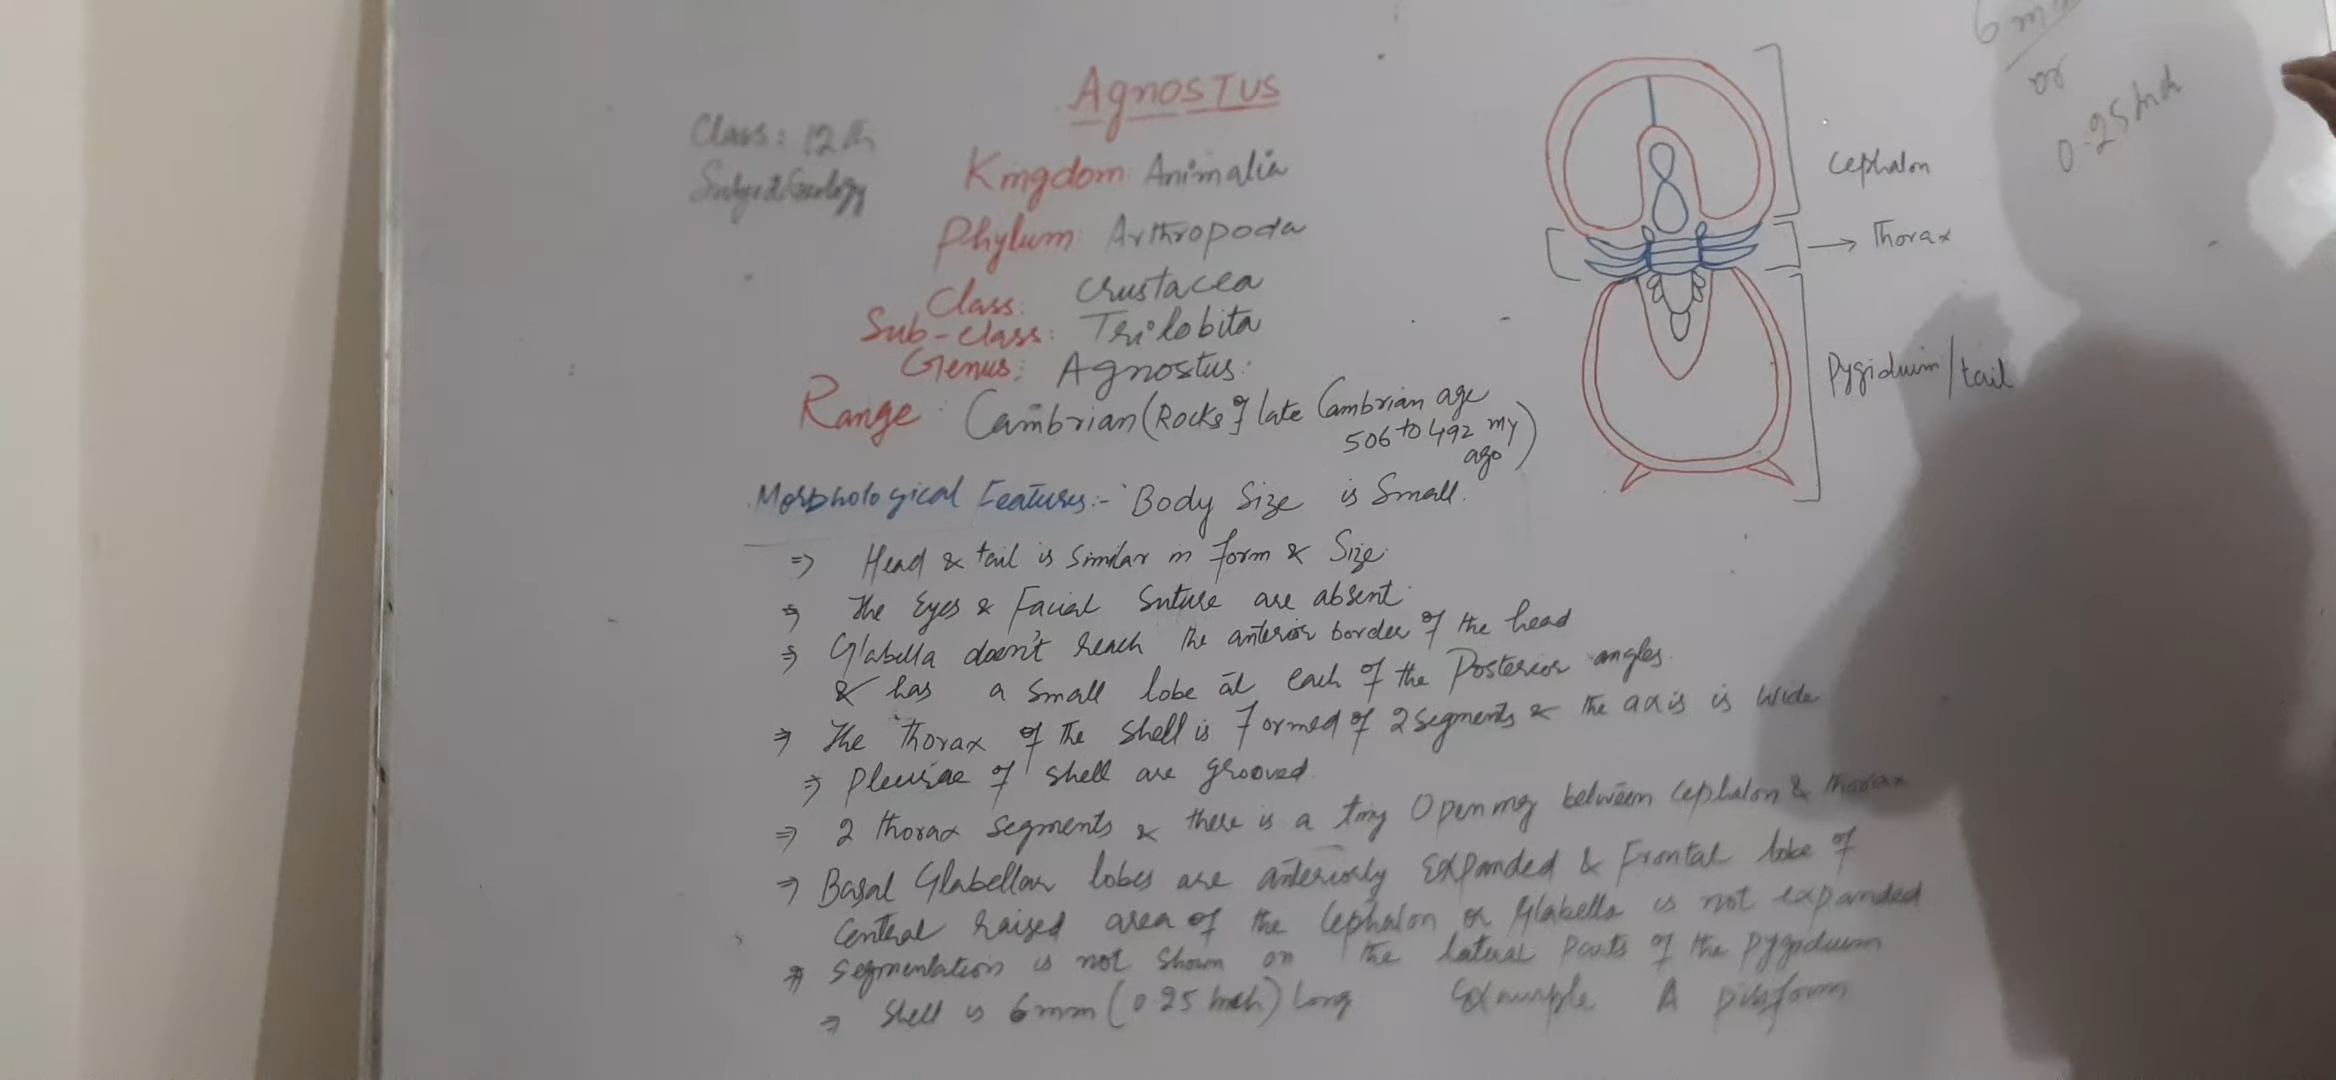 Agnostus
Class: 12th
Subject Geology
Kingdom: Animalia
Phylum: Arthropoda
Class: Crustacea
Sub-class: Trilobita
Genus: Agnostus.
Range: Cambrian (Rocks of late Cambrian age
506 to 492 my
ago)
Morphological Features:- Body Size is Small.
⇒ Head & tail is Similar in form & Size.
⇒ The Eyes & Facial Suture are absent.
⇒ Glabella doen't reach the anterior border of the head
& has a Small lobe at each of the Posterior angles.
⇒ The Thorax of the shell is formed of 2 segments & the axis is wide
⇒ Pleurae of shell are grooved.
⇒ 2 thorax segments & there is a tiny Opening between Cephalon & thorax
⇒ Basal Glabellar lobes are anteriorly Expanded & Frontal lobe of
Central raised area of the Cephalon or Glabella is not expanded
⇒ Segmentation is not shown on the lateral parts of the pygidium
⇒ Shell is 6mm (0.25 Inch) long Example A pisiform
Cephalon
→ Thorax
Pygidium/tail
6 mm
or
0.25 Inch